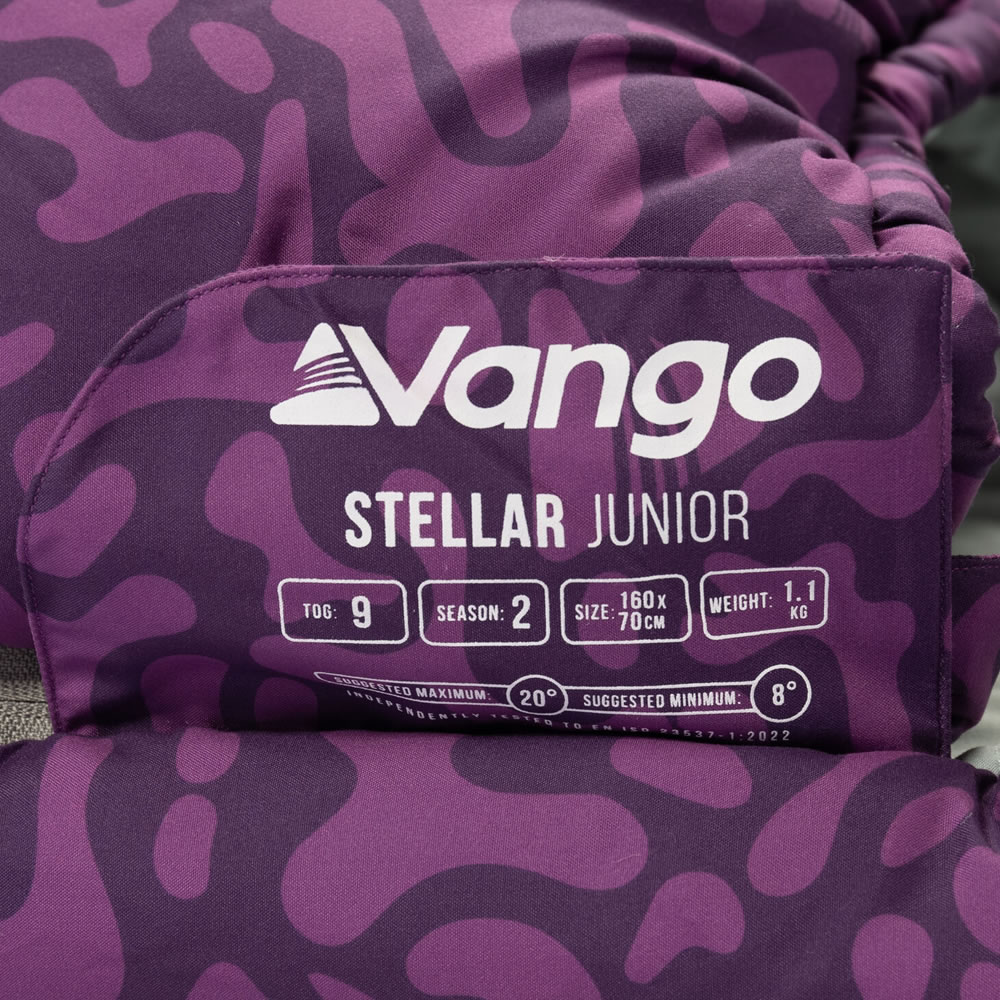 Vango
STELLAR JUNIOR
TOG: 9 SEASON: 2 SIZE: 160x 70CM WEIGHT: 1.1 KG
SUGGESTED MAXIMUM: 20° SUGGESTED MINIMUM: 8°
INDEPENDENTLY TESTED TO EN ISO 23537-1:2022